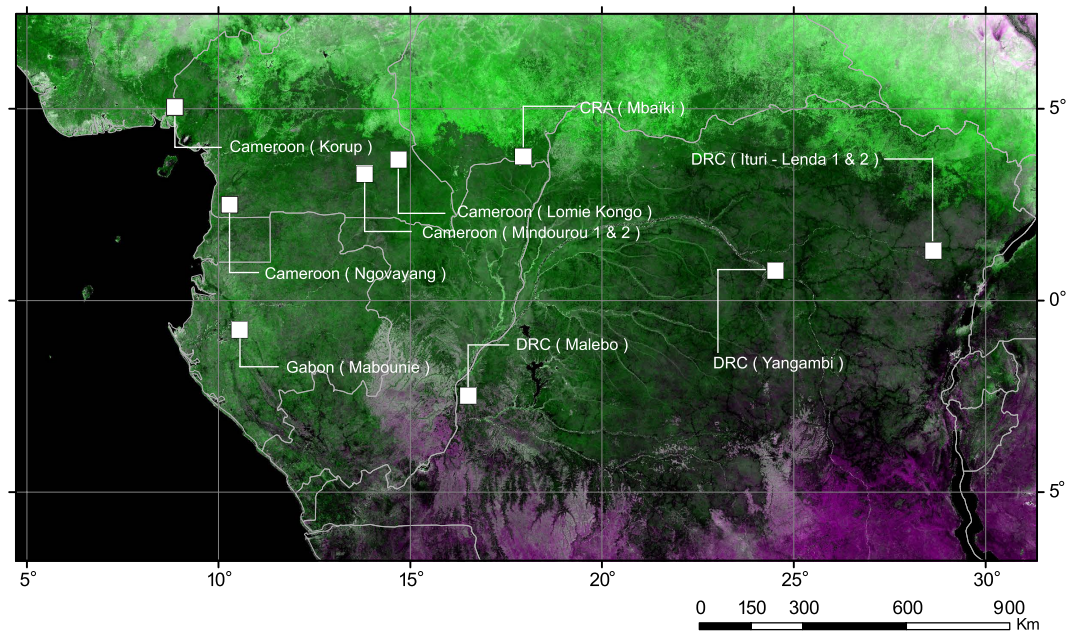 5°
CRA ( Mbaïki )
Cameroon ( Korup )
DRC ( Ituri - Lenda 1 & 2 )
Cameroon ( Lomie Kongo )
Cameroon ( Mindourou 1 & 2 )
Cameroon ( Ngovayang )
0°
DRC ( Malebo )
DRC ( Yangambi )
Gabon ( Mabounie )
5°
5° 10° 15° 20° 25° 30°
0 150 300 600 900
Km